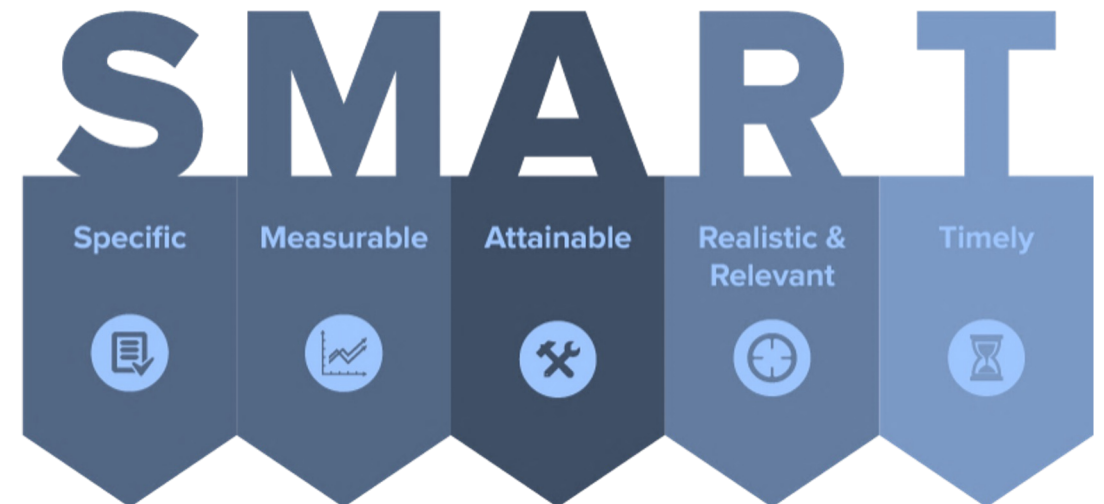 SMART
Specific
Measurable
Attainable
Realistic &
Relevant
Timely